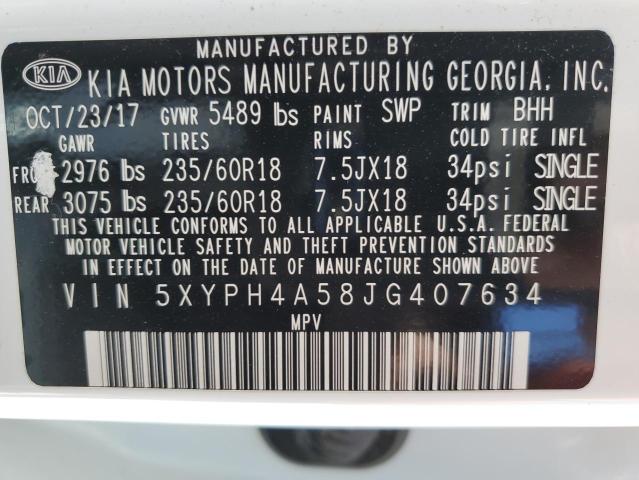 MANUFACTURED BY
KIA KIA MOTORS MANUFACTURING GEORGIA, INC.
OCT/23/17 GVWR 5489 lbs PAINT SWP TRIM BHH
GAWR TIRES RIMS COLD TIRE INFL
2976 lbs 235/60R18 7.5JX18 34psi SINGLE
REAR 3075 lbs 235/60R18 7.5JX18 34psi SINGLE
THIS VEHICLE CONFORMS TO ALL APPLICABLE U.S.A. FEDERAL
MOTOR VEHICLE SAFETY AND THEFT PREVENTION STANDARDS
IN EFFECT ON THE DATE OF MANUFACTURE SHOWN ABOVE.
VIN 5XYPH4A58JG407634
MPV